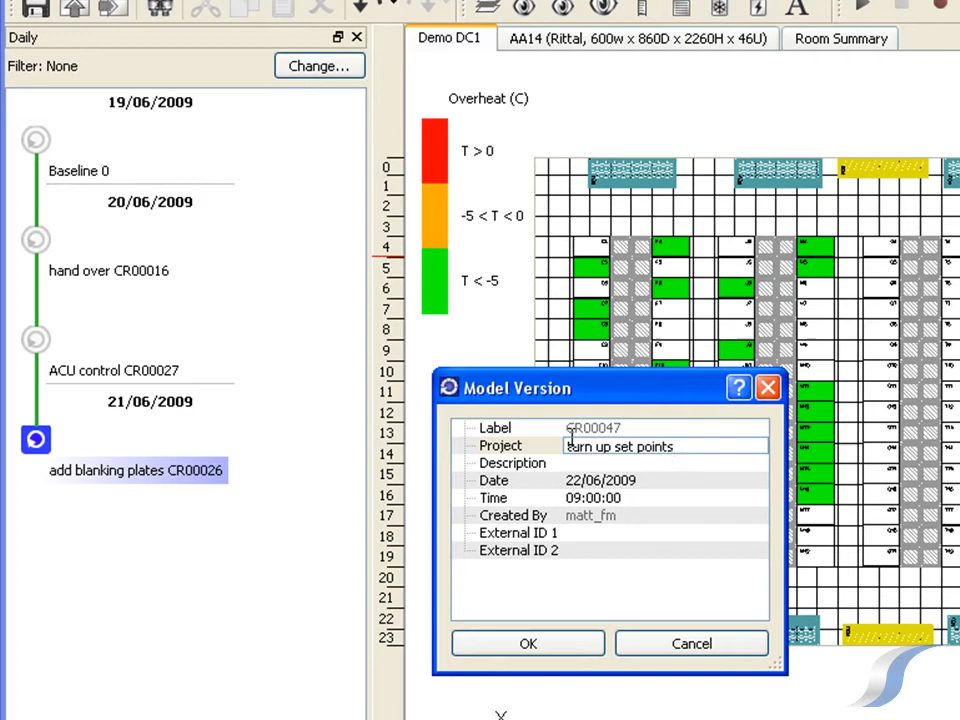 Daily
Filter: None
Change...
19/06/2009
Baseline 0
20/06/2009
hand over CR00016
ACU control CR00027
21/06/2009
add blanking plates CR00026
Demo DC1
AA14 (Rittal, 600w x 860D x 2260H x 46U)
Room Summary
Overheat (C)
T > 0
-5 < T < 0
T < -5
0
1
2
3
4
5
6
7
8
9
10
11
12
13
14
15
16
17
18
19
20
21
22
23
Model Version
Label CR00047
Project turn up set points
Description
Date 22/06/2009
Time 09:00:00
Created By matt_fm
External ID 1
External ID 2
OK
Cancel
X